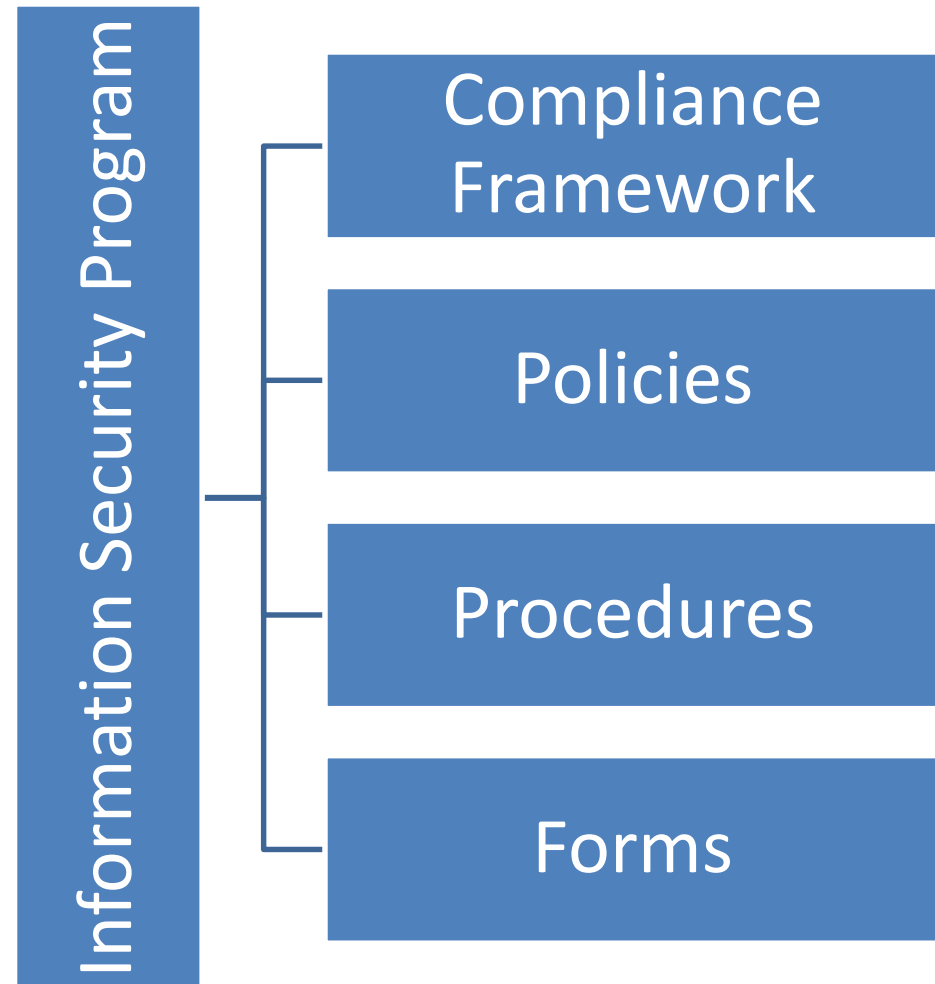 Information Security Program
Compliance
Framework
Policies
Procedures
Forms